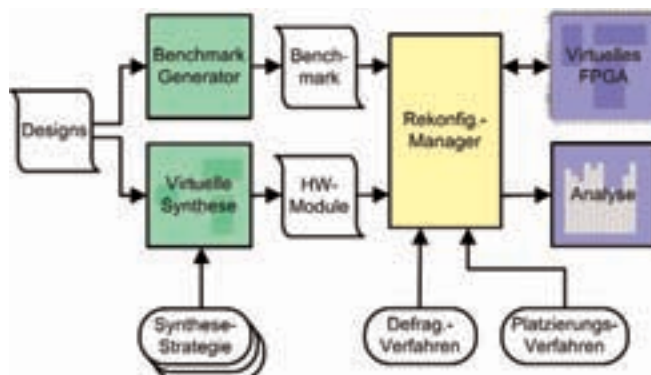 Designs
Benchmark
Generator
Bench-
mark
Virtuelle
Synthese
HW-
Module
Rekonfig.-
Manager
Virtuelles
FPGA
Analyse
Synthese-
Strategie
Defrag.-
Verfahren
Platzierungs-
Verfahren